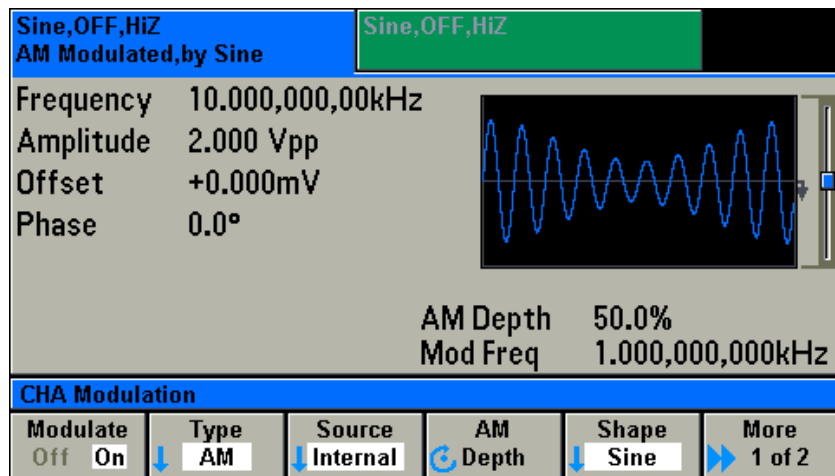 Sine,OFF,HiZ
AM Modulated,by Sine
Sine,OFF,HiZ
Frequency 10.000,000,00kHz
Amplitude 2.000 Vpp
Offset +0.000mV
Phase 0.0°
AM Depth 50.0%
Mod Freq 1.000,000,000kHz
CHA Modulation
Modulate
Off On
Type
AM
Source
Internal
AM
Depth
Shape
Sine
More
1 of 2